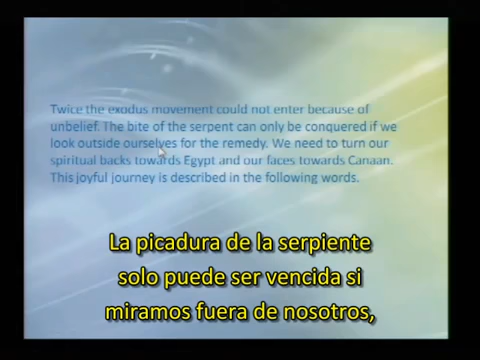 Twice the exodus movement could not enter because of
unbelief. The bite of the serpent can only be conquered if we
look outside ourselves for the remedy. We need to turn our
spiritual backs towards Egypt and our faces towards Canaan.
This joyful journey is described in the following words.
La picadura de la serpiente
solo puede ser vencida si
miramos fuera de nosotros,